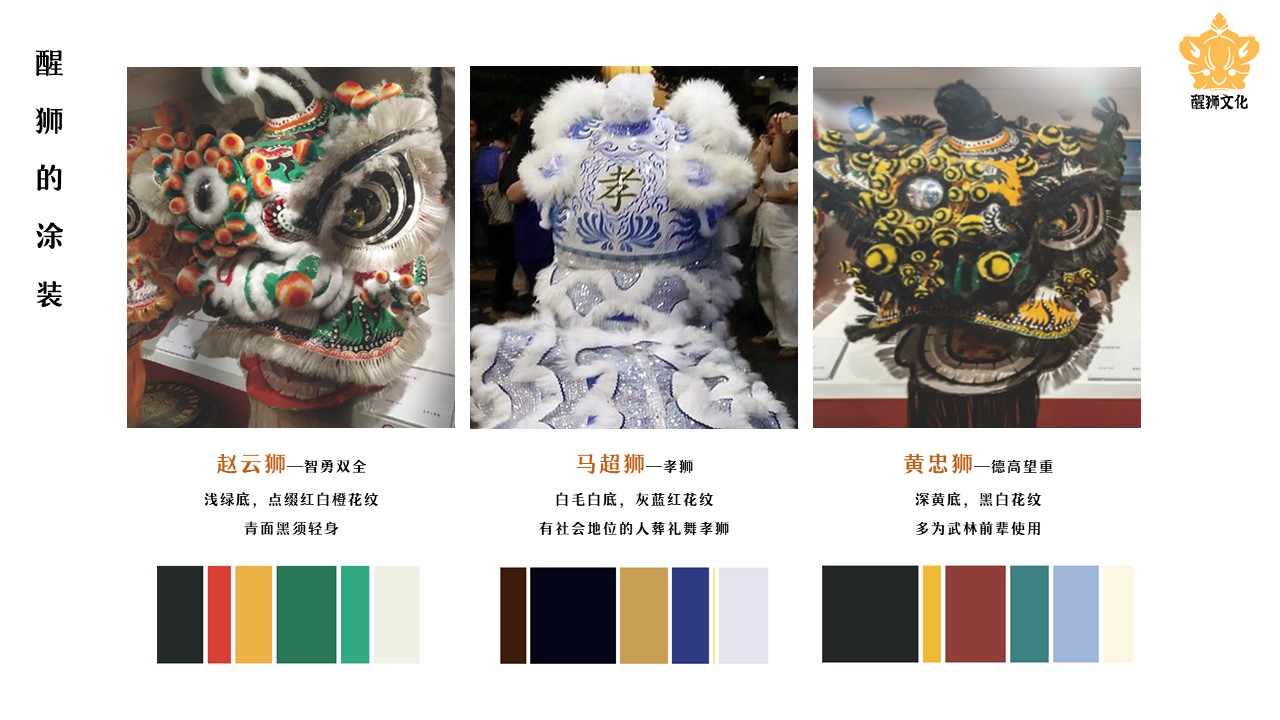 醒狮的涂装
醒狮文化
孝
赵云狮—智勇双全
浅绿底，点缀红白橙花纹
青面黑须轻身
马超狮—孝狮
白毛白底，灰蓝红花纹
有社会地位的人葬礼舞孝狮
黄忠狮—德高望重
深黄底，黑白花纹
多为武林前辈使用